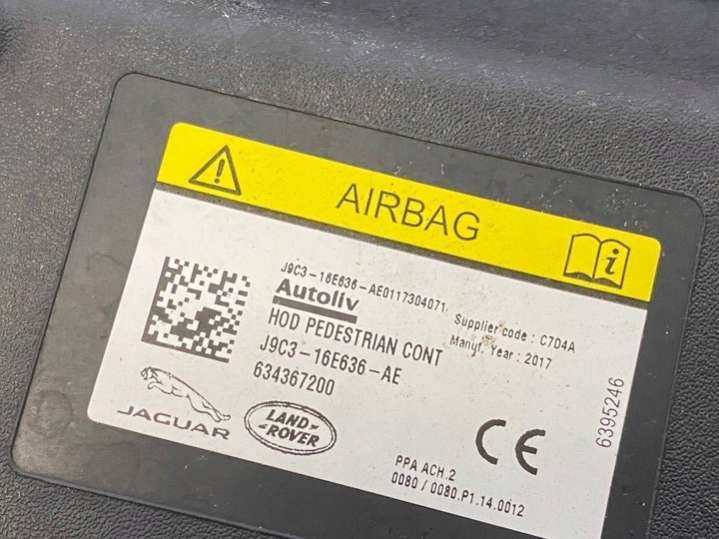 AIRBAG
i
J9C3-16E636-AE0117304071
Autoliv
Supplier code : C7D4A
HOD PEDESTRIAN CONT
Manuf. Year : 2017
J9C3-16E636-AE
634367200
6395246
JAGUAR
LAND-
-ROVER
CE
PPA ACH.2
0080 / 0080.P1.14.0012